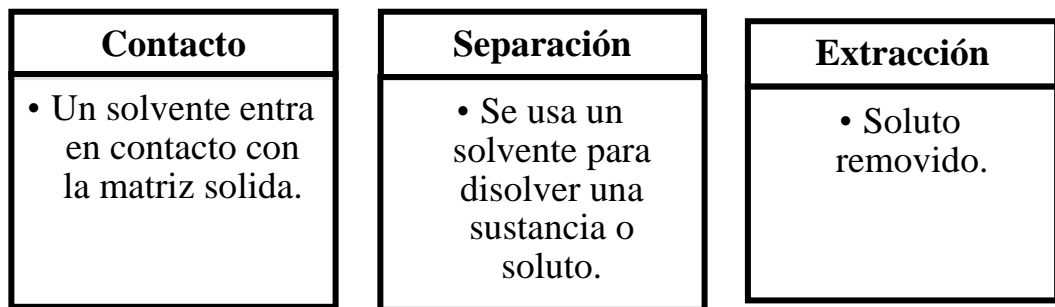 Contacto
• Un solvente entra
en contacto con
la matriz solida.
Separación
• Se usa un
solvente para
disolver una
sustancia o
soluto.
Extracción
• Soluto
removido.